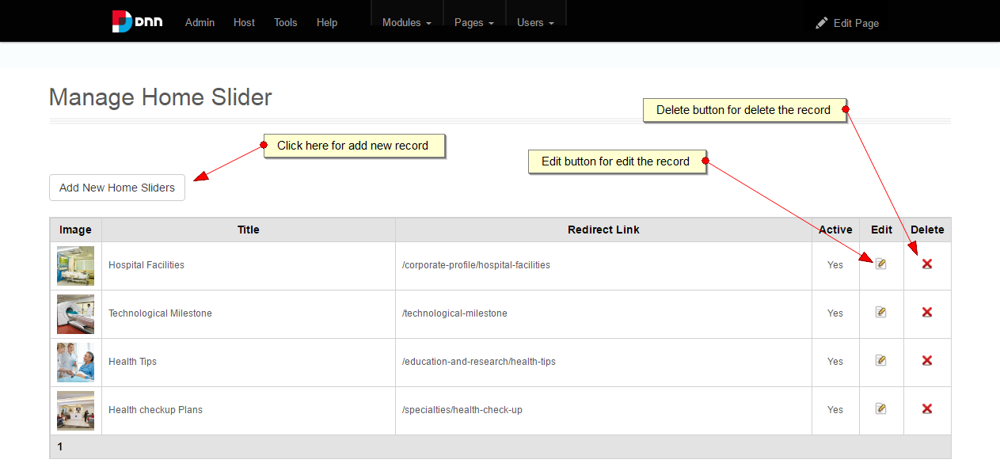 DNN Admin Host Tools Help Modules Pages Users Edit Page
Manage Home Slider
Delete button for delete the record
Click here for add new record
Edit button for edit the record
Add New Home Sliders
Image Title Redirect Link Active Edit Delete
Hospital Facilities /corporate-profile/hospital-facilities Yes
Technological Milestone /technological-milestone Yes
Health Tips /education-and-research/health-tips Yes
Health checkup Plans /specialties/health-check-up Yes
1